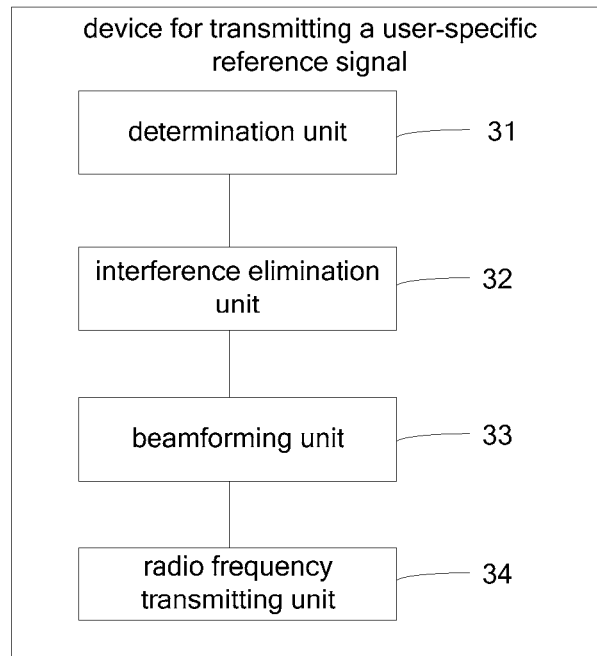 device for transmitting a user-specific
reference signal
determination unit
31
interference elimination
unit
32
beamforming unit
33
radio frequency
transmitting unit
34